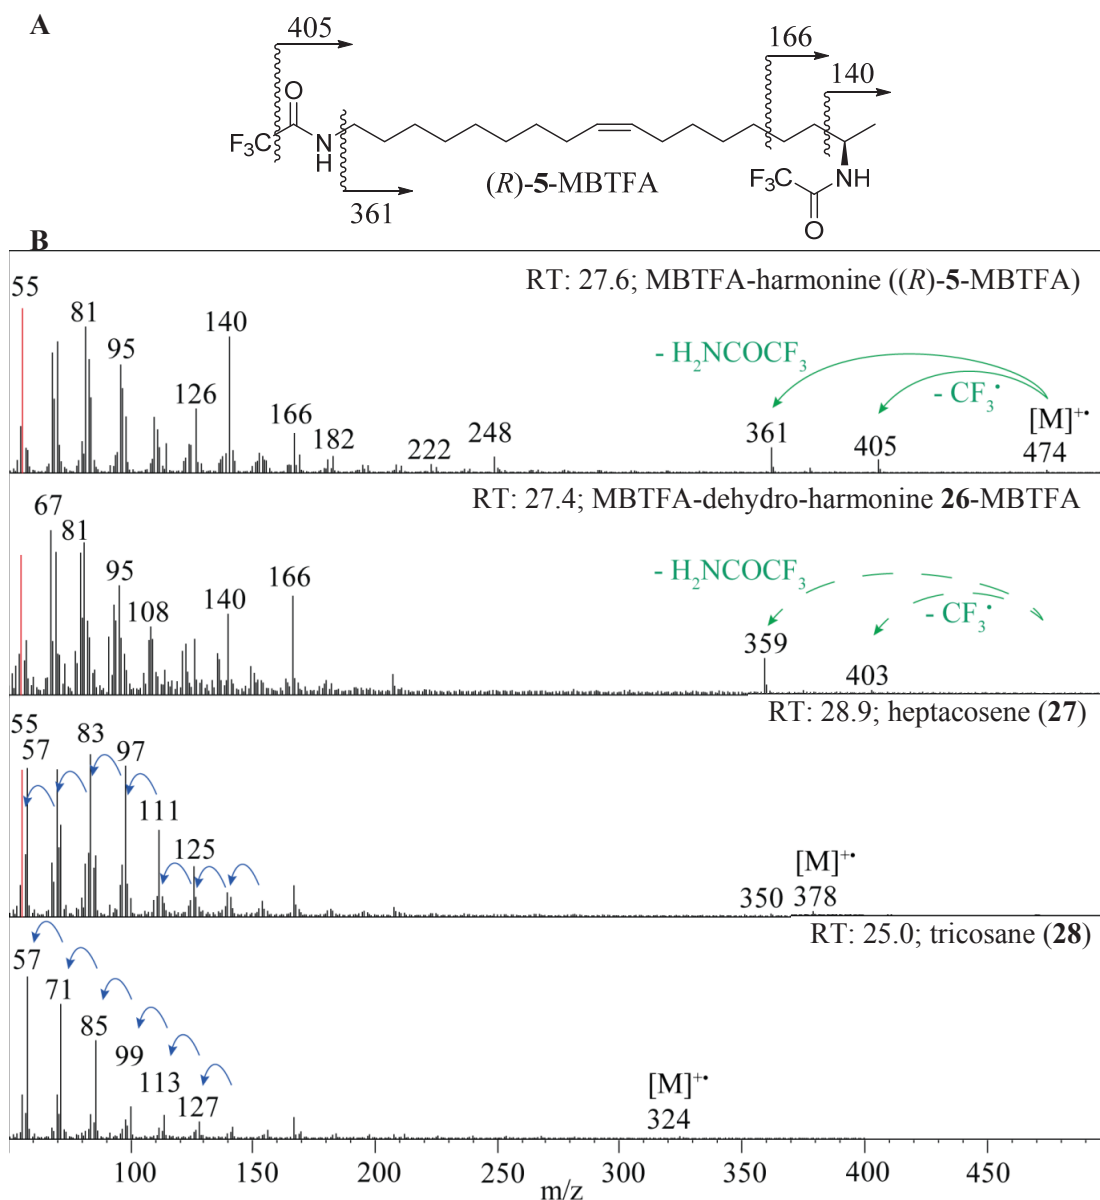 A
405
166
140
O
F₃C
N
H
361
(R)-5-MBTFA
F₃C
NH
O
B
RT: 27.6; MBTFA-harmonine ((R)-5-MBTFA)
55
81
95
126
140
166
182
222
248
- H₂NCOCF₃
- CF₃•
361
405
[M]⁺•
474
RT: 27.4; MBTFA-dehydro-harmonine 26-MBTFA
67
81
95
108
140
166
- H₂NCOCF₃
- CF₃•
359
403
RT: 28.9; heptacosene (27)
55
57
83
97
111
125
[M]⁺•
350 378
RT: 25.0; tricosane (28)
57
71
85
99
113
127
[M]⁺•
324
100 150 200 250 300 350 400 450
m/z